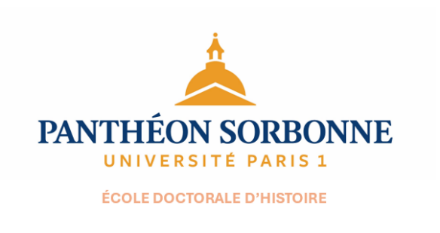 PANTHÉON SORBONNE
UNIVERSITÉ PARIS 1
ÉCOLE DOCTORALE D'HISTOIRE